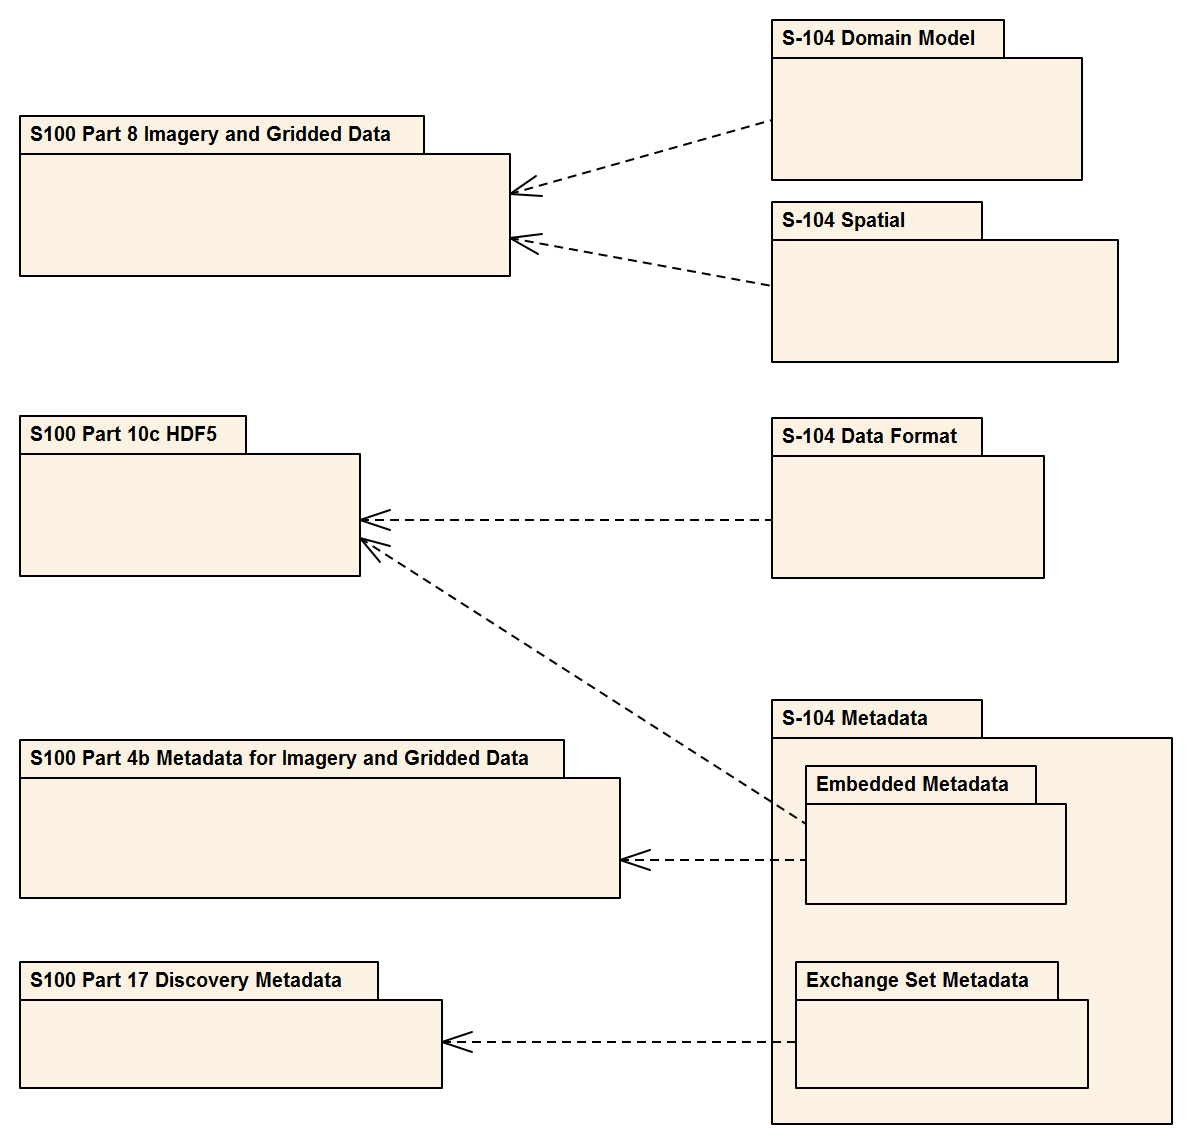 S-104 Domain Model
S100 Part 8 Imagery and Gridded Data
S-104 Spatial
S100 Part 10c HDF5
S-104 Data Format
S-104 Metadata
S100 Part 4b Metadata for Imagery and Gridded Data
Embedded Metadata
S100 Part 17 Discovery Metadata
Exchange Set Metadata